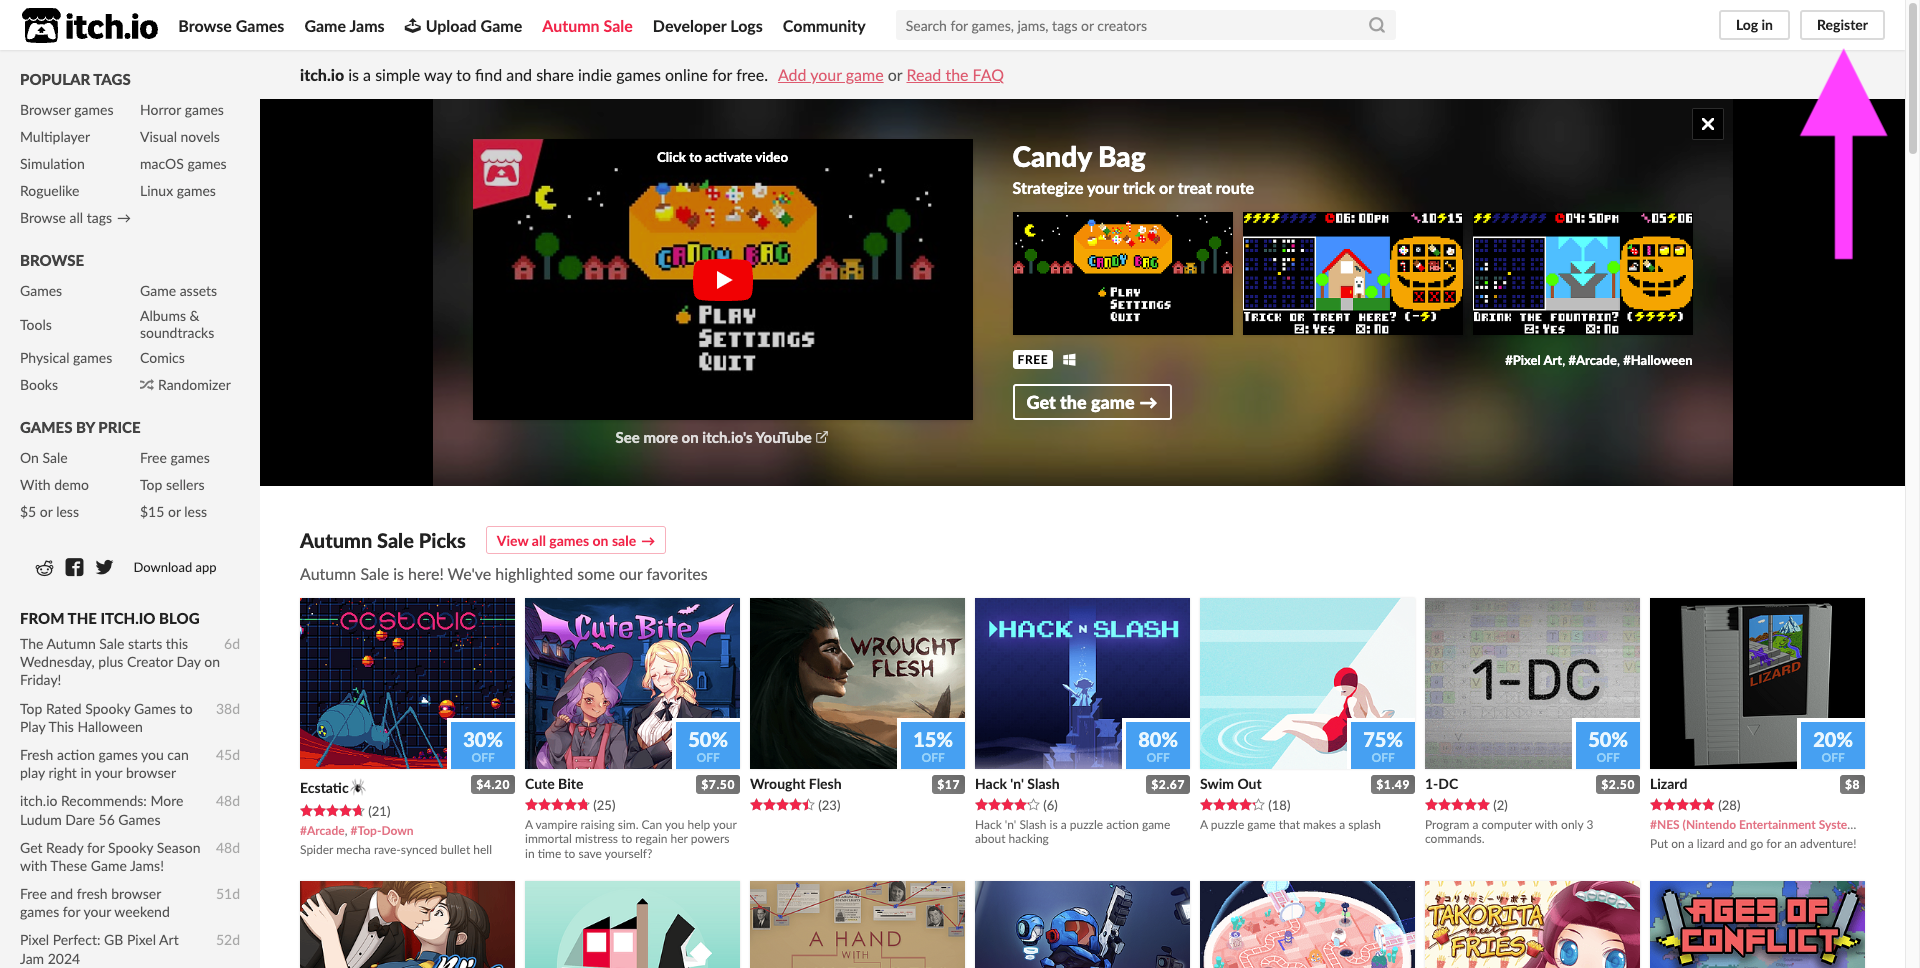 itch.io
Browse Games
Game Jams
Upload Game
Autumn Sale
Developer Logs
Community
Search for games, jams, tags or creators
Log in
Register
itch.io is a simple way to find and share indie games online for free. Add your game or Read the FAQ
POPULAR TAGS
Browser games
Horror games
Multiplayer
Visual novels
Simulation
macOS games
Roguelike
Linux games
Browse all tags →
BROWSE
Games
Game assets
Tools
Albums &
soundtracks
Physical games
Comics
Books
Randomizer
GAMES BY PRICE
On Sale
Free games
With demo
Top sellers
$5 or less
$15 or less
Download app
FROM THE ITCH.IO BLOG
The Autumn Sale starts this 6d
Wednesday, plus Creator Day on
Friday!
Top Rated Spooky Games to 38d
Play This Halloween
Fresh action games you can 45d
play right in your browser
itch.io Recommends: More 48d
Ludum Dare 56 Games
Get Ready for Spooky Season 48d
with These Game Jams!
Free and fresh browser 51d
games for your weekend
Pixel Perfect: GB Pixel Art 52d
Jam 2024
Click to activate video
CANDY BAG
PLAY
SETTINGS
QUIT
See more on itch.io's YouTube
Candy Bag
Strategize your trick or treat route
CANDY BAG
PLAY
SETTINGS
QUIT
06:00PM
10 15
TRICK OR TREAT HERE? (-⚡)
Z:YES X:NO
04:50PM
05 06
DRINK THE FOUNTAIN? (⚡⚡⚡⚡)
Z:YES X:NO
FREE
#Pixel Art, #Arcade, #Halloween
Get the game →
Autumn Sale Picks
View all games on sale →
Autumn Sale is here! We've highlighted some our favorites
ecstatic
30%
OFF
Ecstatic
$4.20
(21)
#Arcade, #Top-Down
Spider mecha rave-synced bullet hell
Cute Bite
50%
OFF
Cute Bite
$7.50
(25)
A vampire raising sim. Can you help your
immortal mistress to regain her powers
in time to save yourself?
WROUGHT
FLESH
15%
OFF
Wrought Flesh
$17
(23)
HACK N SLASH
80%
OFF
Hack 'n' Slash
$2.67
(6)
Hack 'n' Slash is a puzzle action game
about hacking
75%
OFF
Swim Out
$1.49
(18)
A puzzle game that makes a splash
1-DC
50%
OFF
1-DC
$2.50
(2)
Program a computer with only 3
commands.
LIZARD
20%
OFF
Lizard
$8
(28)
#NES (Nintendo Entertainment Syste...
Put on a lizard and go for an adventure!
A HAND
WITH
TAKORITA
meets
FRIES
AGES OF
CONFLICT